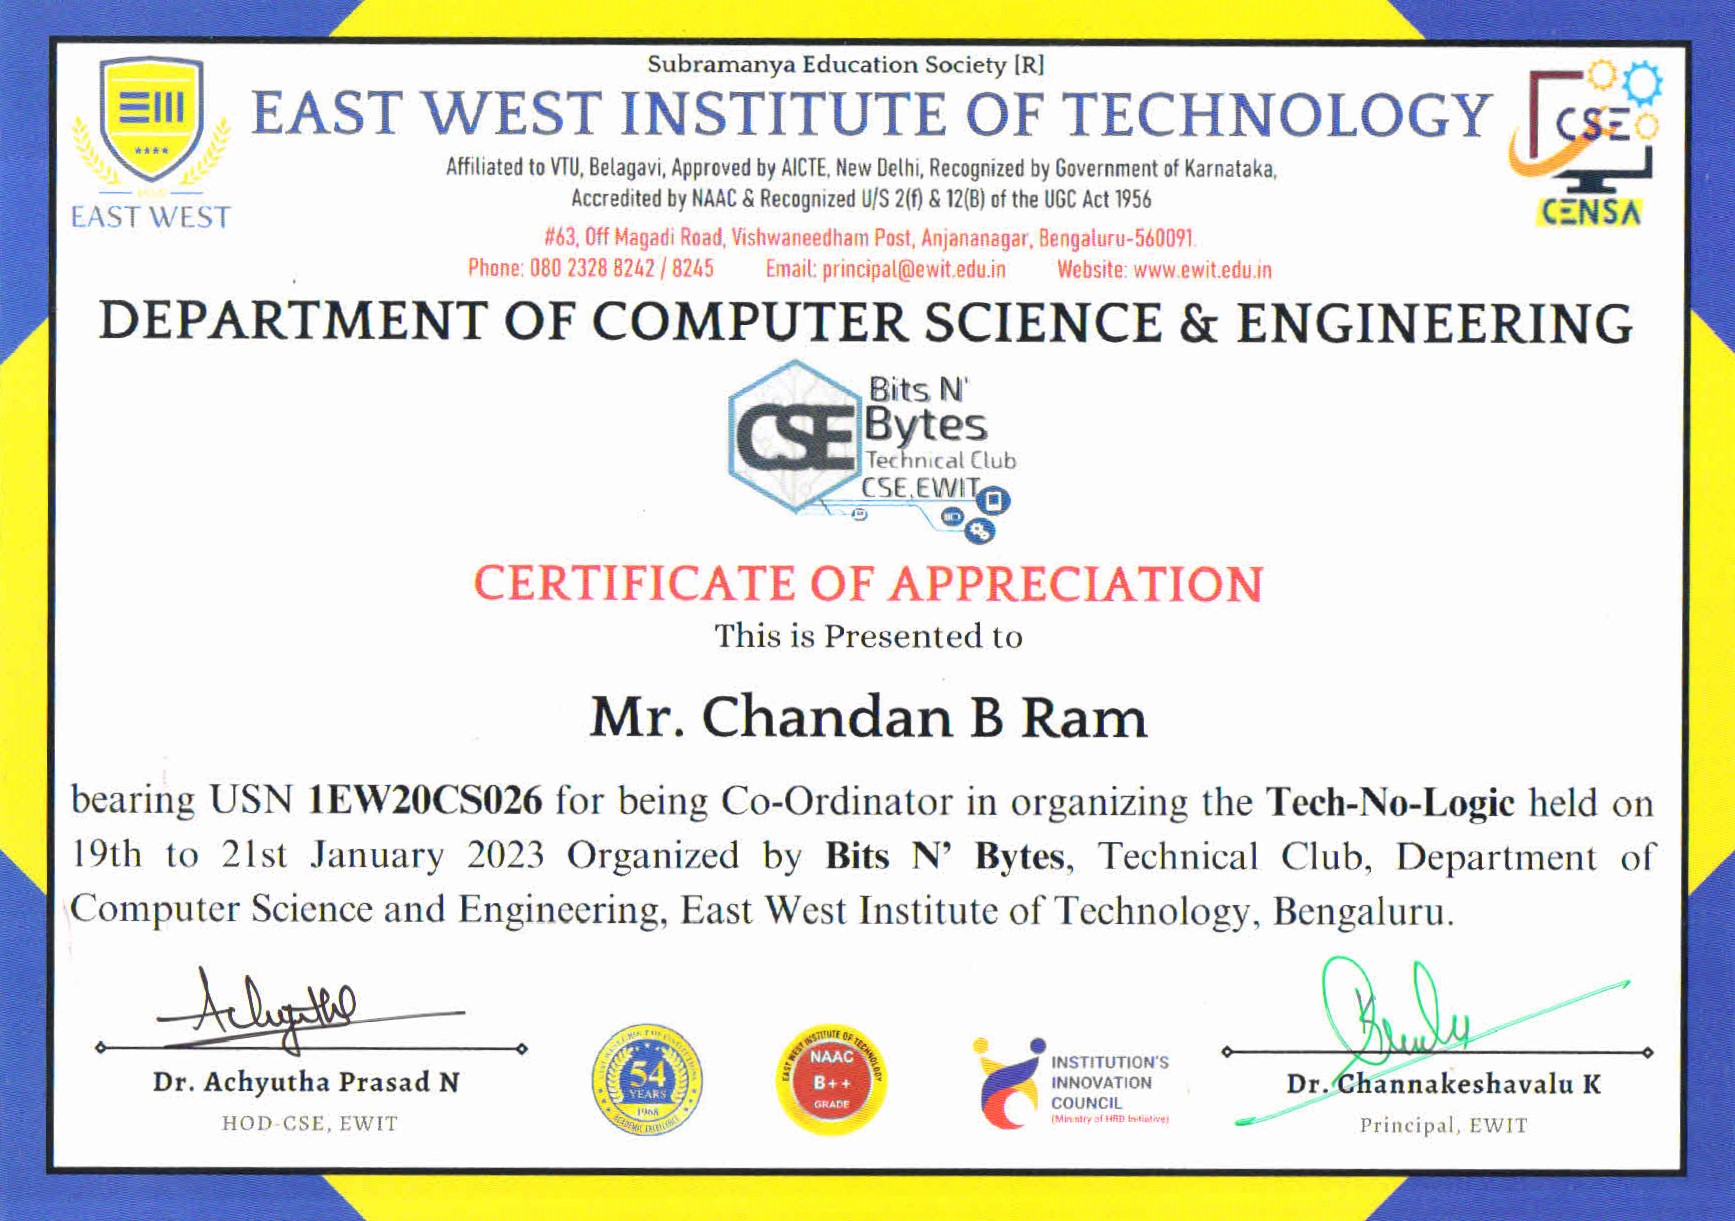 Subramanya Education Society [R]
EAST WEST INSTITUTE OF TECHNOLOGY
Affiliated to VTU, Belagavi, Approved by AICTE, New Delhi, Recognized by Government of Karnataka,
Accredited by NAAC & Recognized U/S 2(f) & 12(B) of the UGC Act 1956
#63, Off Magadi Road, Vishwaneedham Post, Anjananagar, Bengaluru-560091.
Phone: 080 2328 8242 / 8245 Email: principal@ewit.edu.in Website: www.ewit.edu.in
EAST WEST
CSE
CENSA
DEPARTMENT OF COMPUTER SCIENCE & ENGINEERING
CSE
Bits N'
Bytes
Technical Club
CSE,EWIT
CERTIFICATE OF APPRECIATION
This is Presented to
Mr. Chandan B Ram
bearing USN 1EW20CS026 for being Co-Ordinator in organizing the Tech-No-Logic held on
19th to 21st January 2023 Organized by Bits N' Bytes, Technical Club, Department of
Computer Science and Engineering, East West Institute of Technology, Bengaluru.
Dr. Achyutha Prasad N
HOD-CSE, EWIT
54
YEARS
1968
EAST WEST INSTITUTE OF TECHNOLOGY
NAAC
B++
GRADE
INSTITUTION'S
INNOVATION
COUNCIL
(Ministry of HRD Initiative)
Dr. Channakeshavalu K
Principal, EWIT